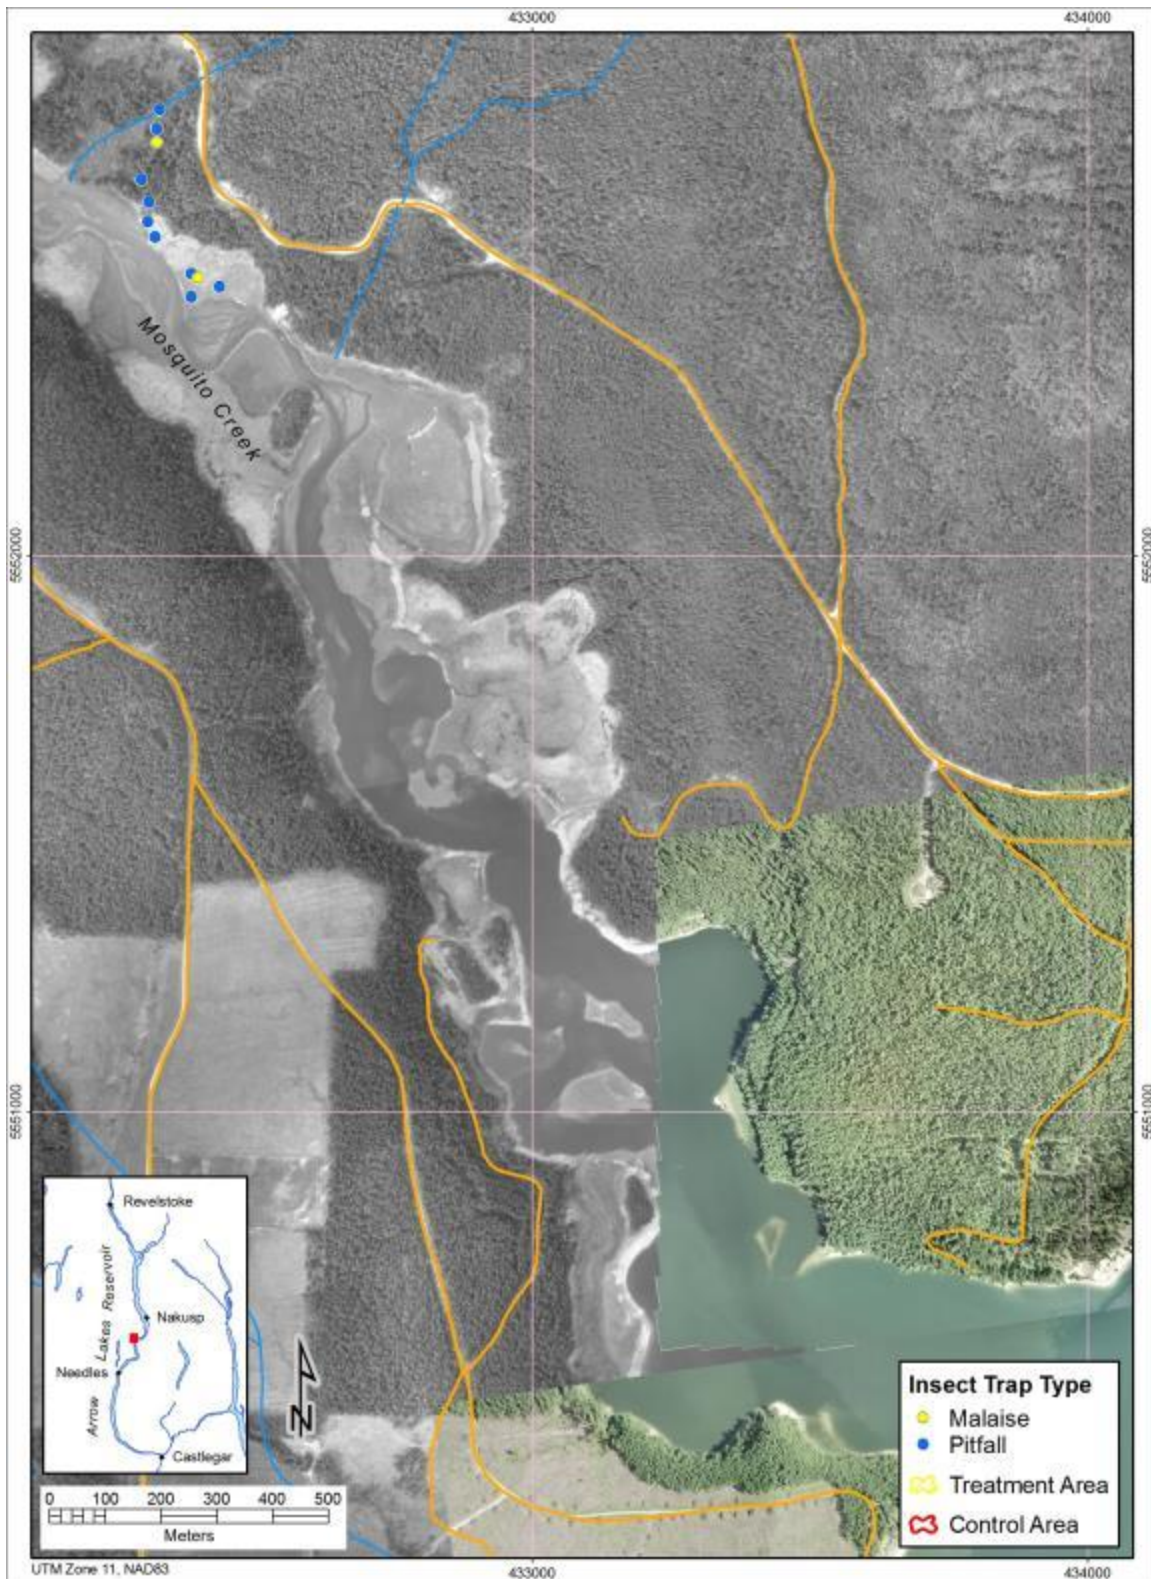 433000
434000
Mosquito Creek
5552000
5552000
5551000
5551000
Revelstoke
Arrow Lakes Reservoir
Nakusp
Needles
Castlegar
N
0 100 200 300 400 500
Meters
Insect Trap Type
Malaise
Pitfall
Treatment Area
Control Area
UTM Zone 11, NAD83
433000
434000